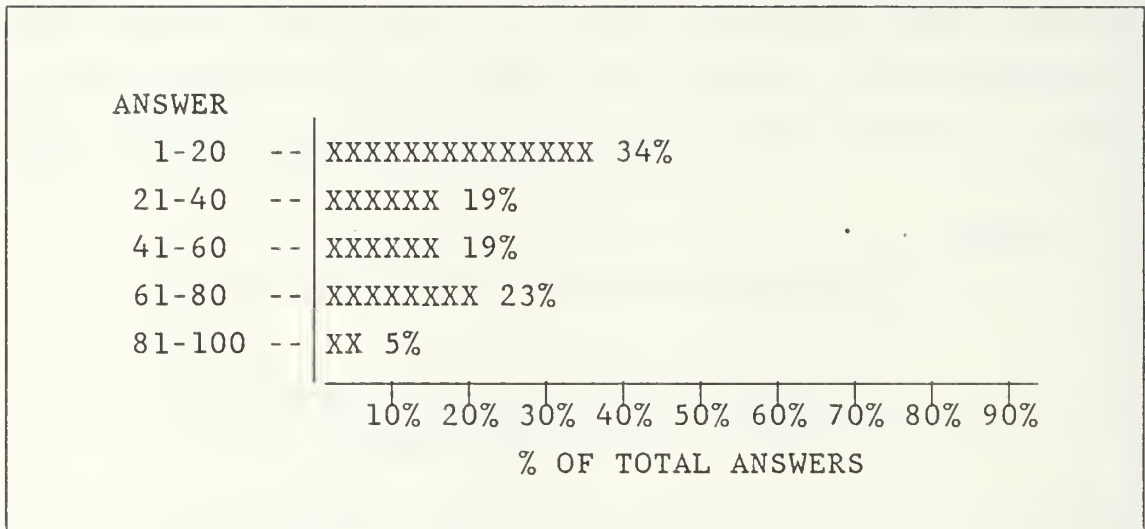 ANSWER
1-20 -- XXXXXXXXXXXXXX 34%
21-40 -- XXXXXX 19%
41-60 -- XXXXXX 19%
61-80 -- XXXXXXXX 23%
81-100 -- XX 5%
10% 20% 30% 40% 50% 60% 70% 80% 90%
% OF TOTAL ANSWERS